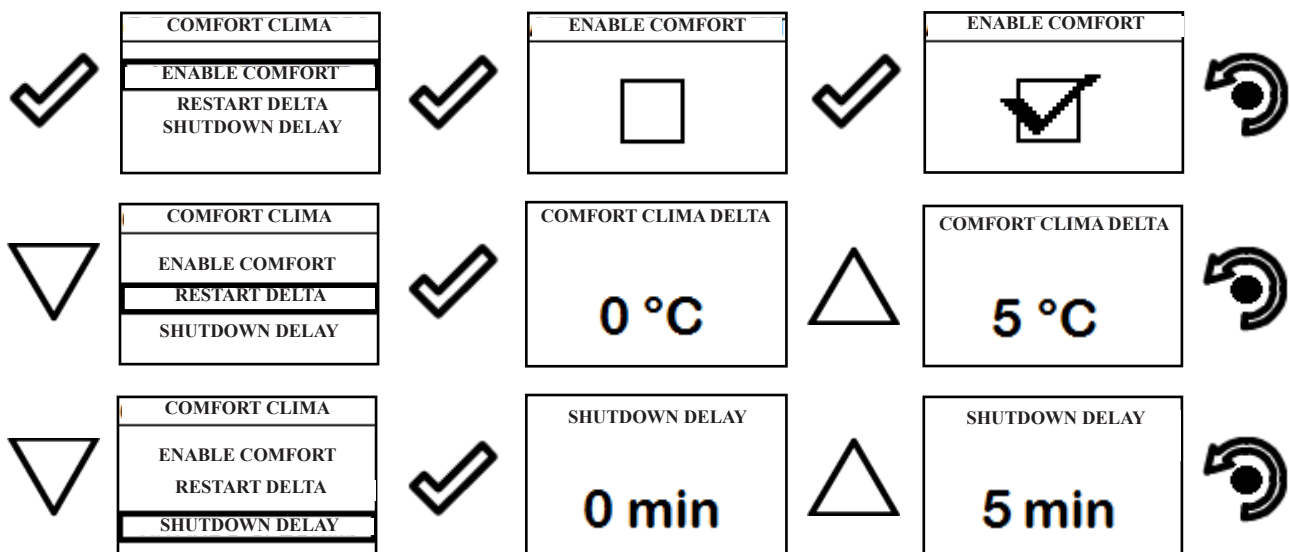 COMFORT CLIMA
ENABLE COMFORT
RESTART DELTA
SHUTDOWN DELAY
ENABLE COMFORT
ENABLE COMFORT
COMFORT CLIMA
ENABLE COMFORT
RESTART DELTA
SHUTDOWN DELAY
COMFORT CLIMA DELTA
0 °C
COMFORT CLIMA DELTA
5 °C
COMFORT CLIMA
ENABLE COMFORT
RESTART DELTA
SHUTDOWN DELAY
SHUTDOWN DELAY
0 min
SHUTDOWN DELAY
5 min